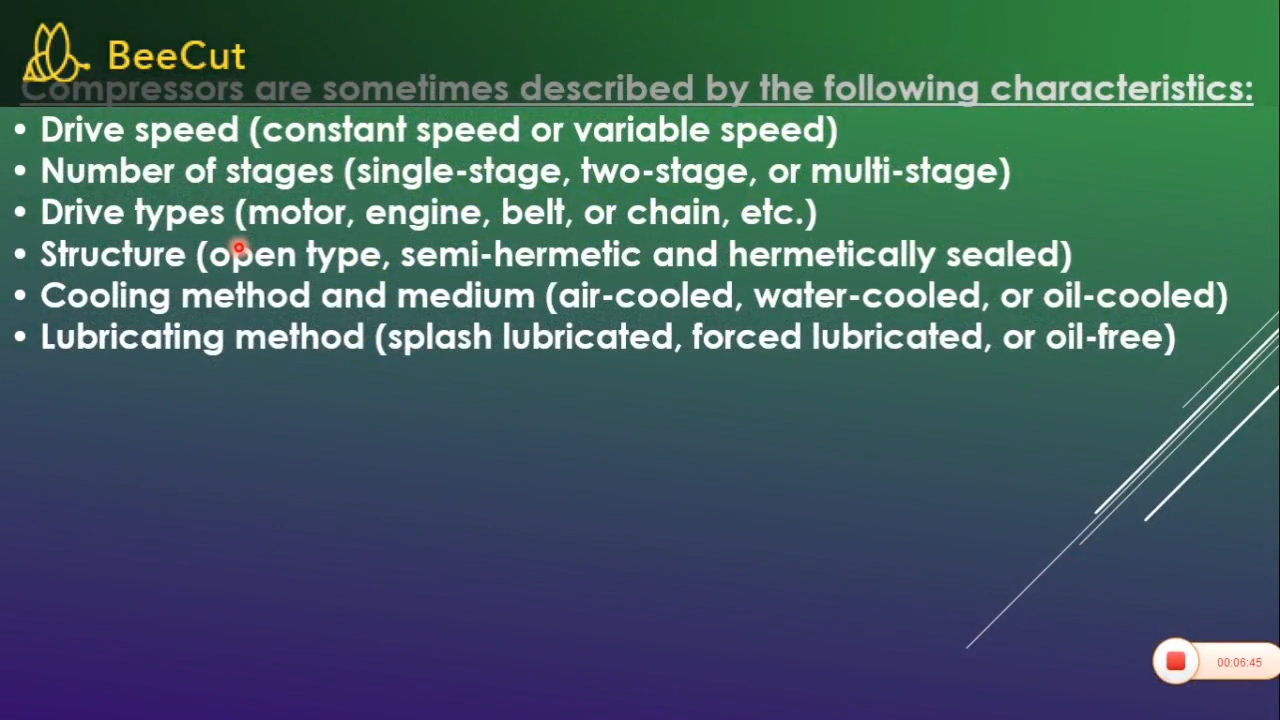 BeeCut
Compressors are sometimes described by the following characteristics:
• Drive speed (constant speed or variable speed)
• Number of stages (single-stage, two-stage, or multi-stage)
• Drive types (motor, engine, belt, or chain, etc.)
• Structure (open type, semi-hermetic and hermetically sealed)
• Cooling method and medium (air-cooled, water-cooled, or oil-cooled)
• Lubricating method (splash lubricated, forced lubricated, or oil-free)
00:06:45